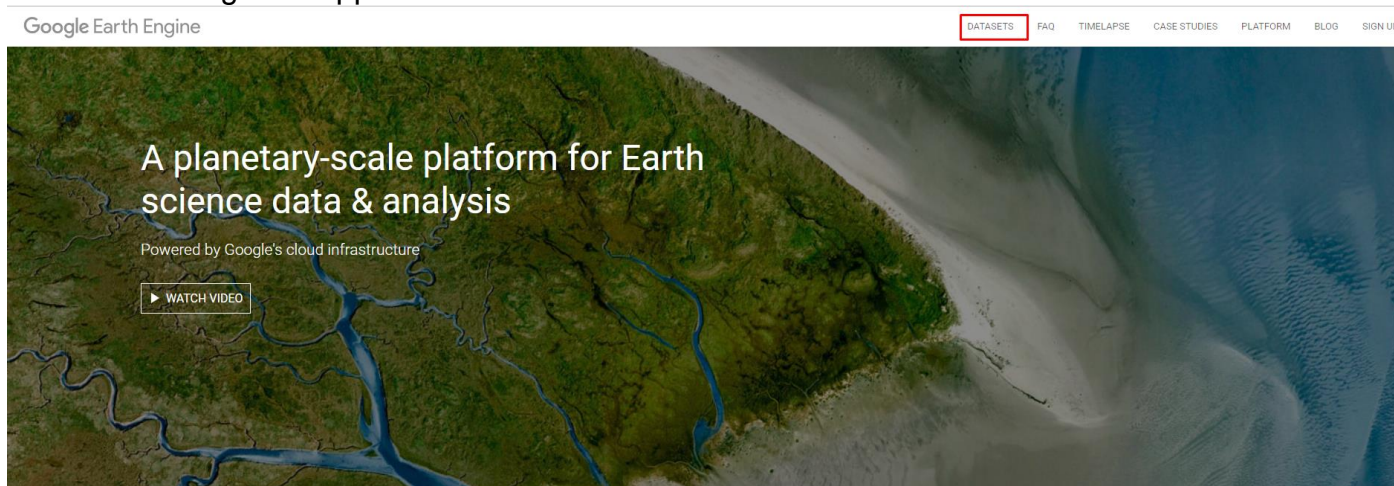 Google Earth Engine
DATASETS FAQ TIMELAPSE CASE STUDIES PLATFORM BLOG
A planetary-scale platform for Earth
science data & analysis
Powered by Google's cloud infrastructure
WATCH VIDEO